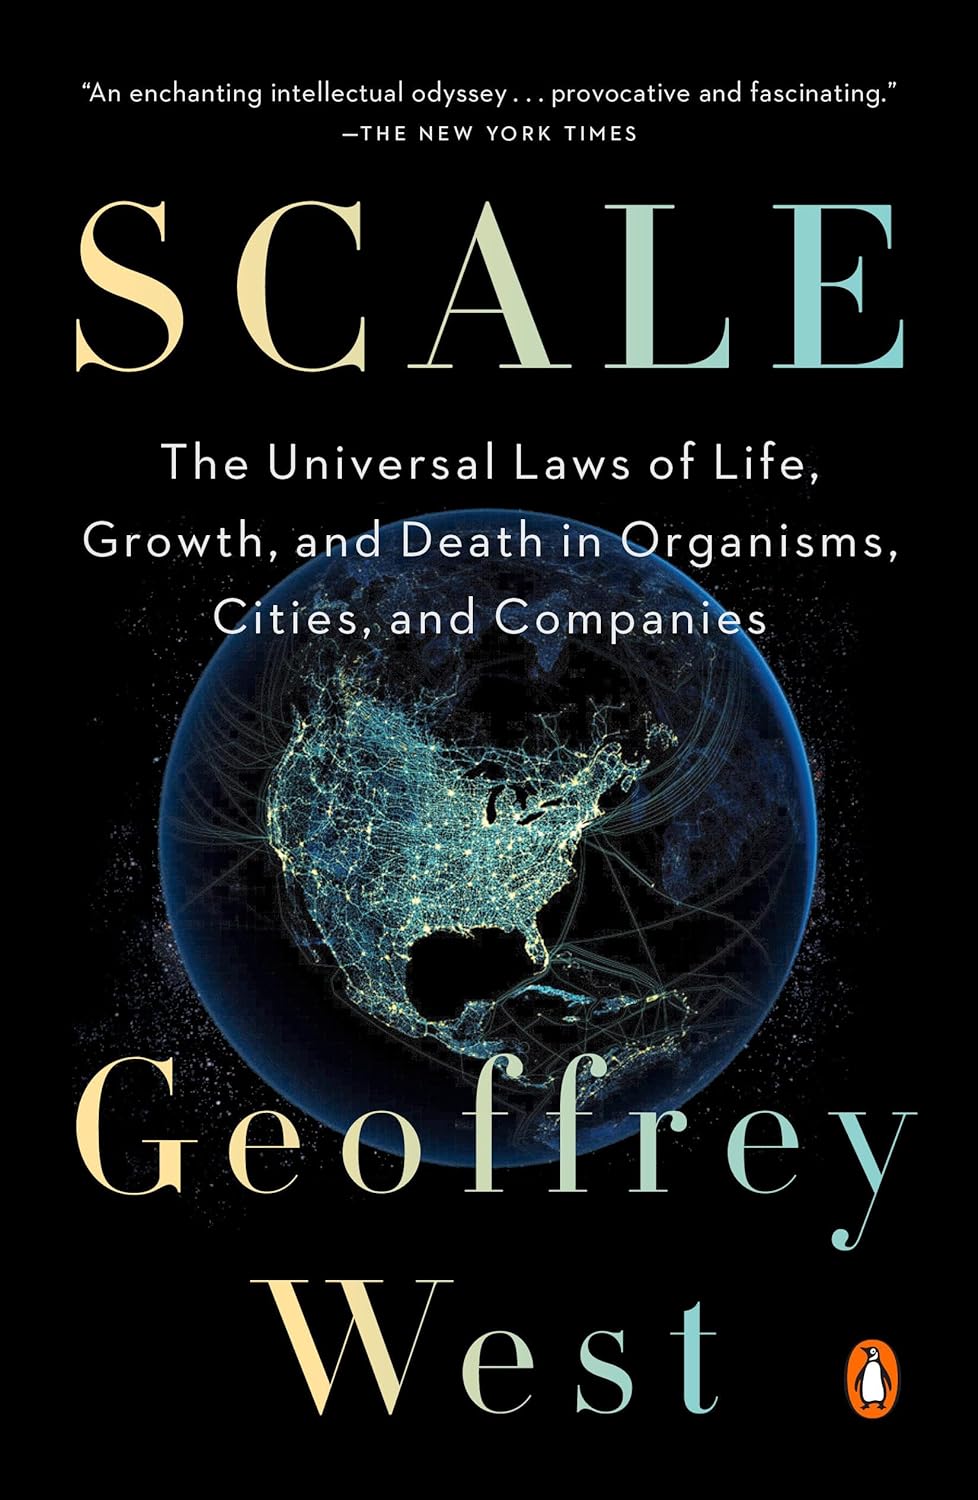 “An enchanting intellectual odyssey . . . provocative and fascinating.”
—THE NEW YORK TIMES
SCALE
The Universal Laws of Life,
Growth, and Death in Organisms,
Cities, and Companies
Geoffrey
West